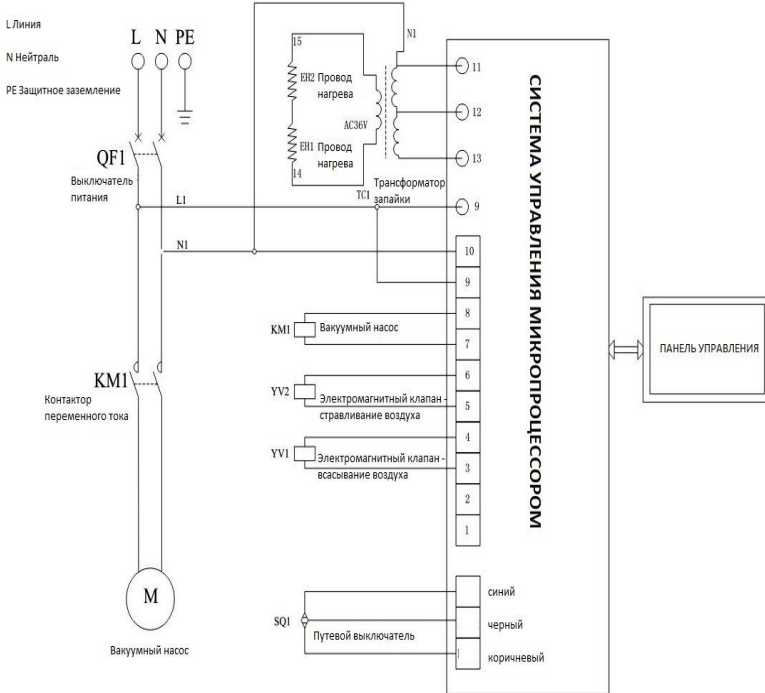 L Линия
N Нейтраль
PE Защитное заземление
L N PE
QF1
Выключатель
питания
L1
N1
15
EH2 Провод
нагрева
EH1 Провод
нагрева
14
AC36V
TC1
Трансформатор
запайки
N1
11
12
13
9
10
9
8
7
6
5
4
3
2
1
KM1
Вакуумный насос
YV2
Электромагнитный клапан -
стравливание воздуха
YV1
Электромагнитный клапан -
всасывание воздуха
KM1
Контактор
переменного тока
M
Вакуумный насос
SQ1
Путевой выключатель
синий
черный
коричневый
СИСТЕМА УПРАВЛЕНИЯ МИКРОПРОЦЕССОРОМ
ПАНЕЛЬ УПРАВЛЕНИЯ